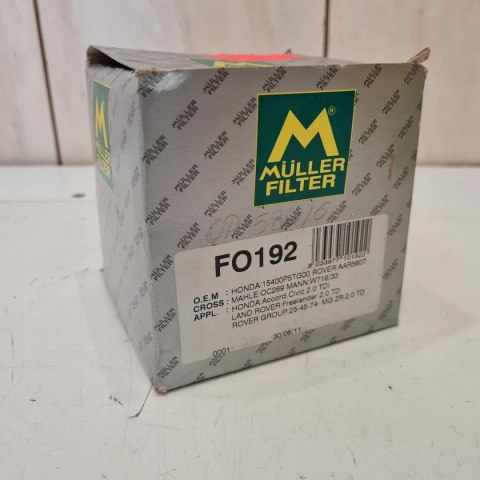 MÜLLER
FILTER
FO192
O.E.M : HONDA 15400P5TG00 ROVER AAR5607
CROSS : MAHLE OC269 MANN W719/33
APPL. : HONDA Accord Civic 2.0 TDI
LAND ROVER Freelander 2.0 TD
ROVER GROUP:25-45-74- MG ZR 2.0 TD
0001
30/06/11